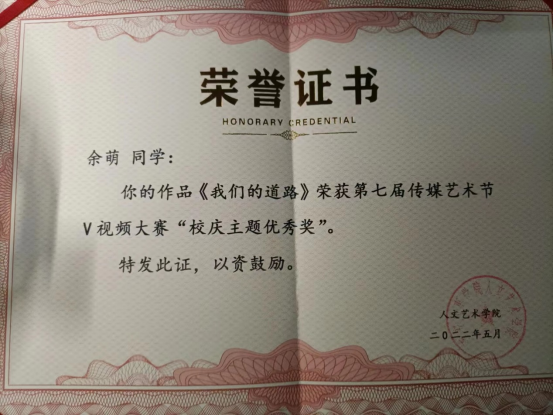 荣誉证书
HONORARY CREDENTIAL
余萌 同学：
你的作品《我们的道路》荣获第七届传媒艺术节
V视频大赛“校庆主题优秀奖”。
特发此证，以资鼓励。
人文艺术学院
二〇二二年五月